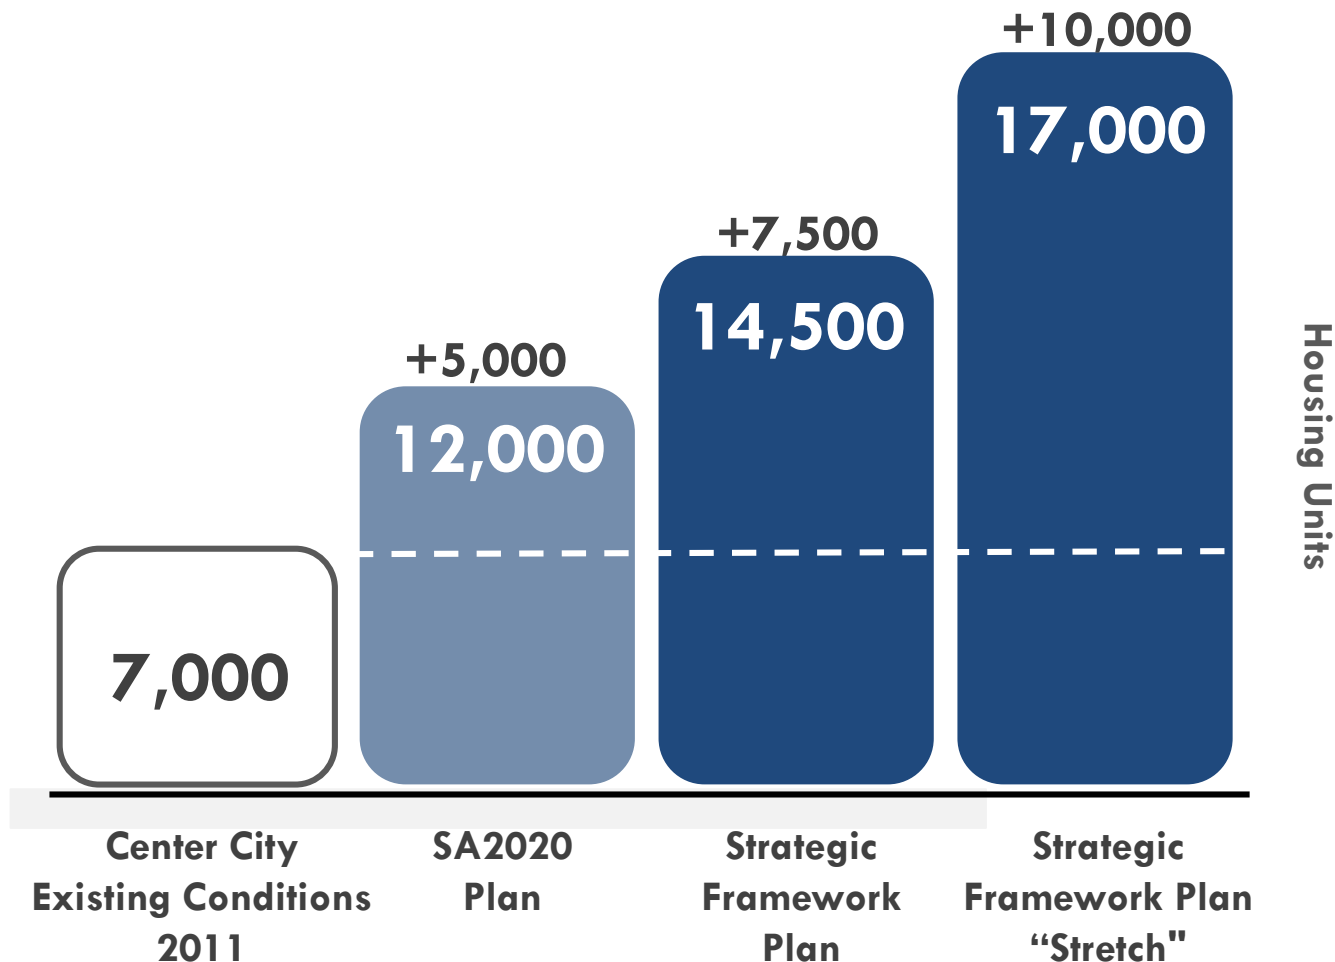 +10,000
17,000
+7,500
14,500
+5,000
12,000
7,000
Housing Units
Center City
Existing Conditions
2011
SA2020
Plan
Strategic
Framework
Plan
Strategic
Framework Plan
“Stretch"